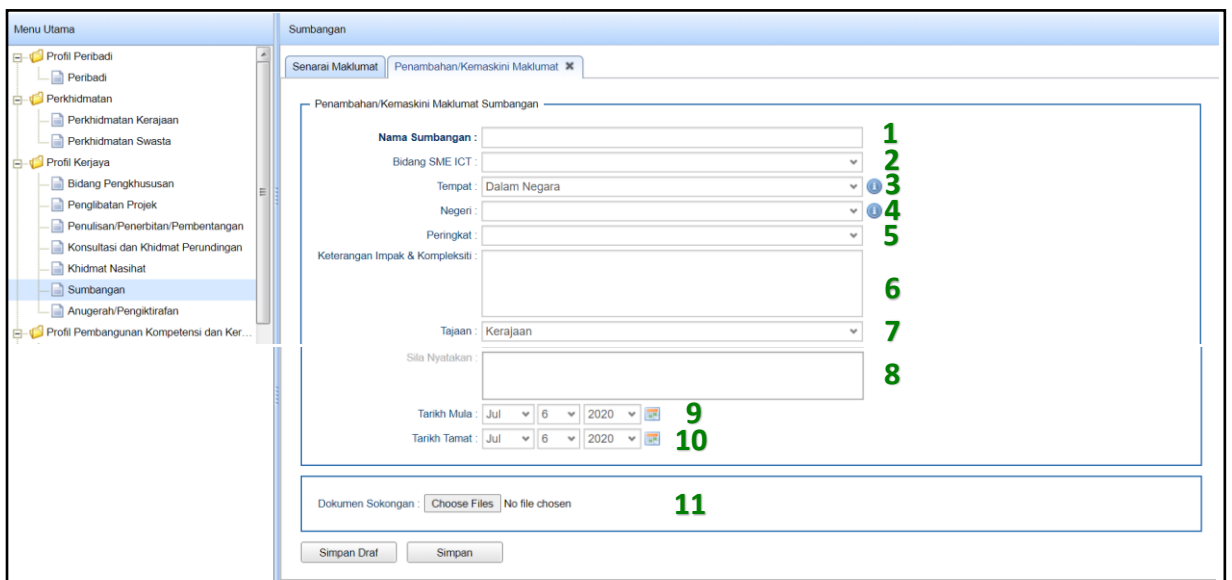 Menu Utama
Profil Peribadi
Peribadi
Perkhidmatan
Perkhidmatan Kerajaan
Perkhidmatan Swasta
Profil Kerjaya
Bidang Pengkhususan
Penglibatan Projek
Penulisan/Penerbitan/Pembentangan
Konsultasi dan Khidmat Perundingan
Khidmat Nasihat
Sumbangan
Anugerah/Pengiktirafan
Profil Pembangunan Kompetensi dan Ker...
Sumbangan
Senarai Maklumat Penambahan/Kemaskini Maklumat
Penambahan/Kemaskini Maklumat Sumbangan
Nama Sumbangan : 1
Bidang SME ICT : 2
Tempat : Dalam Negara 3
Negeri : 4
Peringkat : 5
Keterangan Impak & Kompleksiti : 6
Tajaan : Kerajaan 7
Sila Nyatakan : 8
Tarikh Mula : Jul 6 2020 9
Tarikh Tamat : Jul 6 2020 10
Dokumen Sokongan : Choose Files No file chosen 11
Simpan Draf Simpan